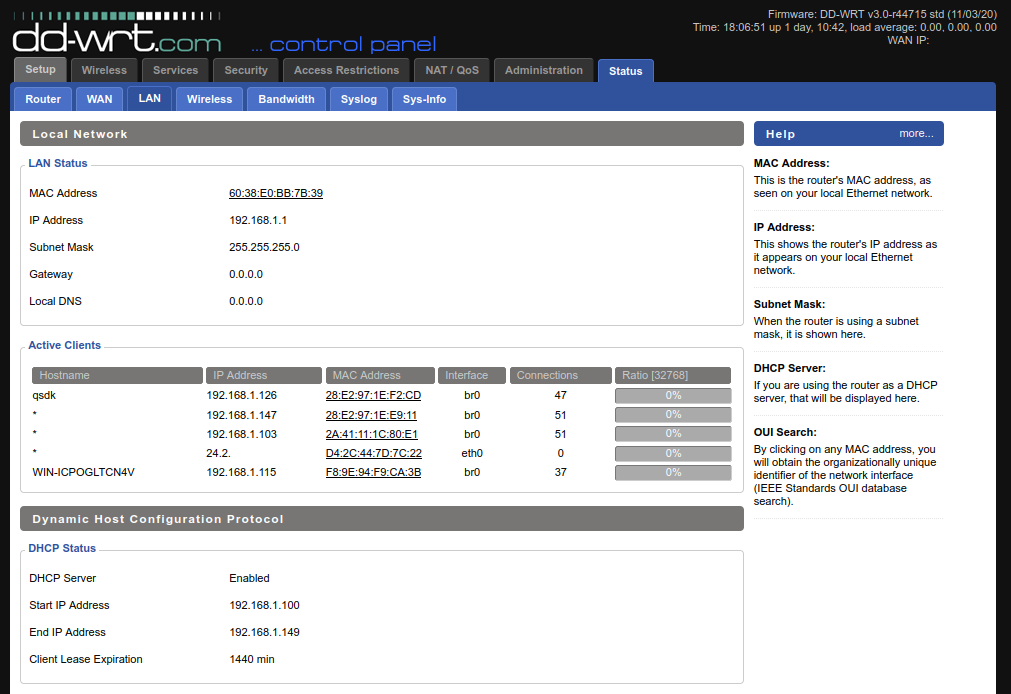 Firmware: DD-WRT v3.0-r44715 std (11/03/20)
Time: 18:06:51 up 1 day, 10:42, load average: 0.00, 0.00, 0.00
WAN IP:
dd-wrt.com ... control panel
Setup Wireless Services Security Access Restrictions NAT / QoS Administration Status
Router WAN LAN Wireless Bandwidth Syslog Sys-Info
Local Network
LAN Status
MAC Address 60:38:E0:BB:7B:39
IP Address 192.168.1.1
Subnet Mask 255.255.255.0
Gateway 0.0.0.0
Local DNS 0.0.0.0
Active Clients
Hostname IP Address MAC Address Interface Connections Ratio [32768]
qsdk 192.168.1.126 28:E2:97:1E:F2:CD br0 47 0%
* 192.168.1.147 28:E2:97:1E:E9:11 br0 51 0%
* 192.168.1.103 2A:41:11:1C:80:E1 br0 51 0%
* 24.2. D4:2C:44:7D:7C:22 eth0 0 0%
WIN-ICPOGLTCN4V 192.168.1.115 F8:9E:94:F9:CA:3B br0 37 0%
Dynamic Host Configuration Protocol
DHCP Status
DHCP Server Enabled
Start IP Address 192.168.1.100
End IP Address 192.168.1.149
Client Lease Expiration 1440 min
Help more...
MAC Address:
This is the router's MAC address, as
seen on your local Ethernet network.
IP Address:
This shows the router's IP address as
it appears on your local Ethernet
network.
Subnet Mask:
When the router is using a subnet
mask, it is shown here.
DHCP Server:
If you are using the router as a DHCP
server, that will be displayed here.
OUI Search:
By clicking on any MAC address, you
will obtain the organizationally unique
identifier of the network interface
(IEEE Standards OUI database
search).